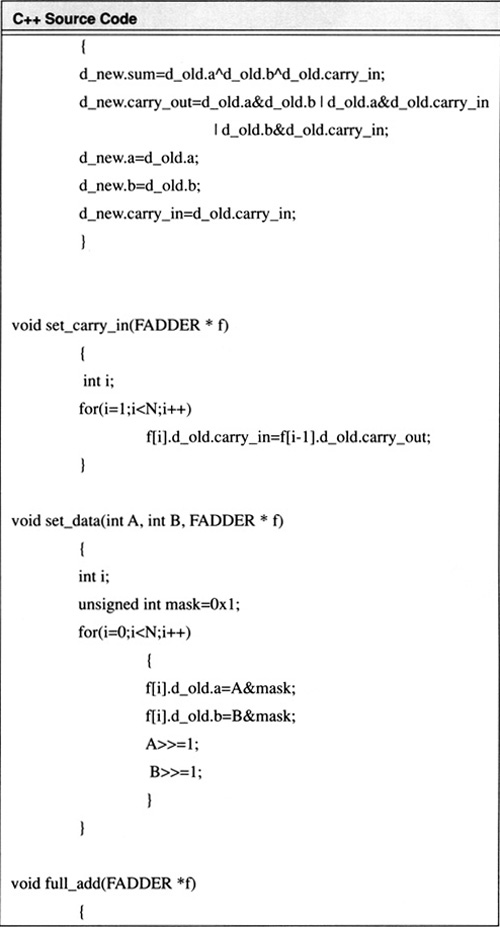 C++ Source Code
{
d_new.sum=d_old.a^d_old.b^d_old.carry_in;
d_new.carry_out=d_old.a&d_old.b | d_old.a&d_old.carry_in
| d_old.b&d_old.carry_in;
d_new.a=d_old.a;
d_new.b=d_old.b;
d_new.carry_in=d_old.carry_in;
}
void set_carry_in(FADDER * f)
{
int i;
for(i=1;i<N;i++)
f[i].d_old.carry_in=f[i-1].d_old.carry_out;
}
void set_data(int A, int B, FADDER * f)
{
int i;
unsigned int mask=0x1;
for(i=0;i<N;i++)
{
f[i].d_old.a=A&mask;
f[i].d_old.b=B&mask;
A>>=1;
B>>=1;
}
}
void full_add(FADDER *f)
{